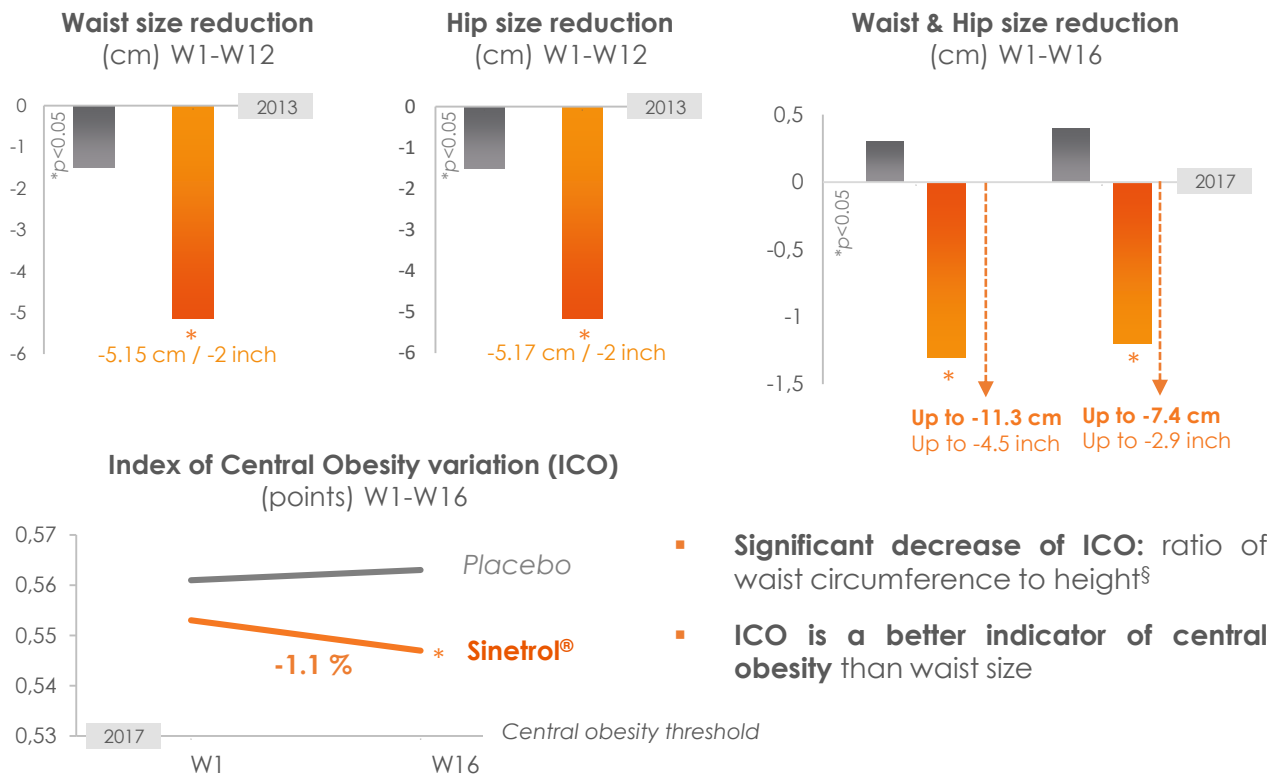 Waist size reduction
(cm) W1-W12
0
-1
-2
-3
-4
-5
-6
*p<0.05
2013
*
-5.15 cm / -2 inch
Hip size reduction
(cm) W1-W12
0
-1
-2
-3
-4
-5
-6
*p<0.05
2013
*
-5.17 cm / -2 inch
Waist & Hip size reduction
(cm) W1-W16
0,5
0
-0,5
-1
-1,5
*p<0.05
2017
*
*
Up to -11.3 cm
Up to -4.5 inch
Up to -7.4 cm
Up to -2.9 inch
Index of Central Obesity variation (ICO)
(points) W1-W16
0,57
0,56
0,55
0,54
0,53
Placebo
* Sinetrol®
-1.1 %
2017
Central obesity threshold
W1
W16
▪ Significant decrease of ICO: ratio of
waist circumference to height§
▪ ICO is a better indicator of central
obesity than waist size